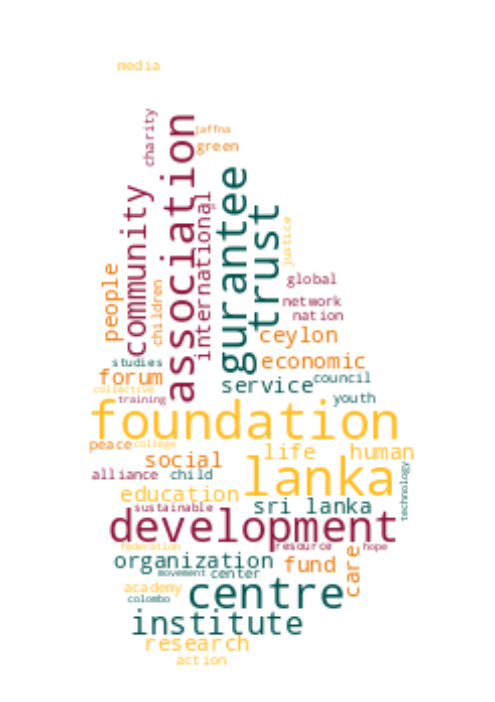 media
charity
association
jaffna
green
community
international
gurantee
trust
justice
people
children
global
network
nation
ceylon
studies
economic
forum
service
council
collective
training
youth
foundation
peace
college
life
human
social
lanka
alliance
child
technology
education
sustainable
sri lanka
development
federation
resource
hope
organization
fund
care
movement
center
academy
centre
colombo
institute
research
action